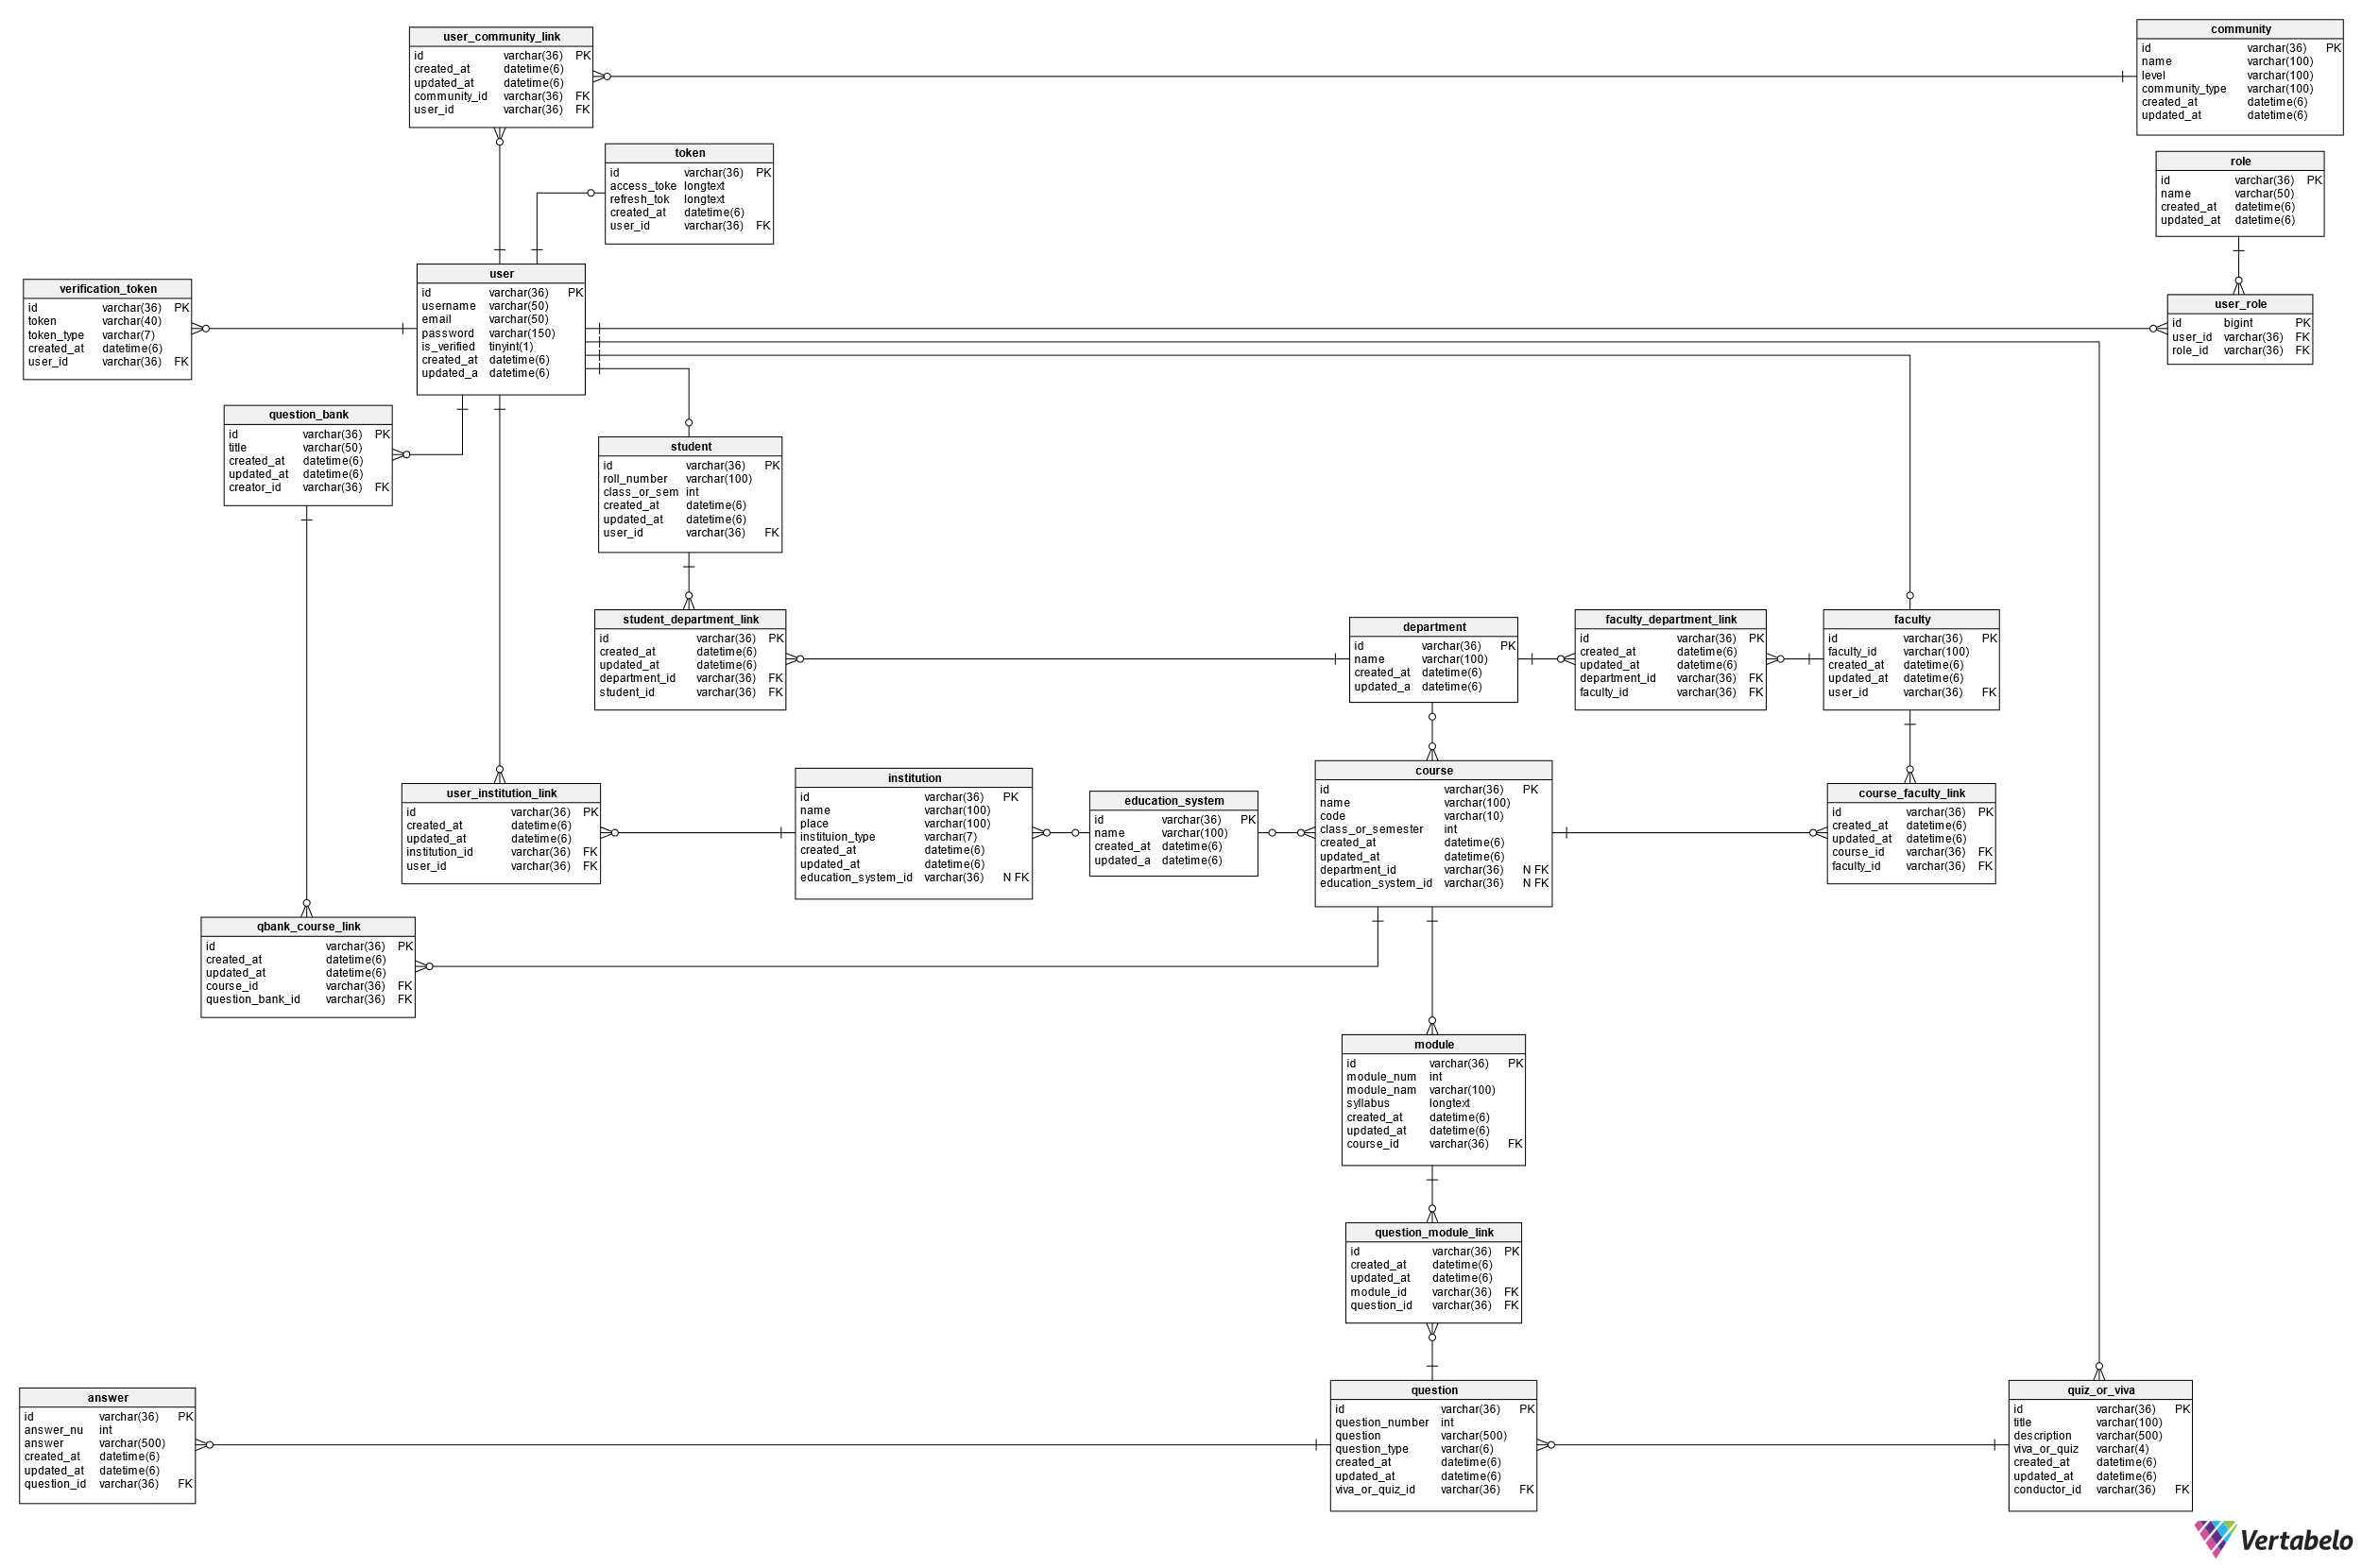 user_community_link
id varchar(36) PK
created_at datetime(6)
updated_at datetime(6)
community_id varchar(36) FK
user_id varchar(36) FK
community
id varchar(36) PK
name varchar(100)
level varchar(100)
community_type varchar(100)
created_at datetime(6)
updated_at datetime(6)
token
id varchar(36) PK
access_toke longtext
refresh_tok longtext
created_at datetime(6)
user_id varchar(36) FK
role
id varchar(36) PK
name varchar(50)
created_at datetime(6)
updated_at datetime(6)
user
id varchar(36) PK
username varchar(50)
email varchar(50)
password varchar(150)
is_verified tinyint(1)
created_at datetime(6)
updated_a datetime(6)
verification_token
id varchar(36) PK
token varchar(40)
token_type varchar(7)
created_at datetime(6)
user_id varchar(36) FK
user_role
id bigint PK
user_id varchar(36) FK
role_id varchar(36) FK
question_bank
id varchar(36) PK
title varchar(50)
created_at datetime(6)
updated_at datetime(6)
creator_id varchar(36) FK
student
id varchar(36) PK
roll_number varchar(100)
class_or_sem int
created_at datetime(6)
updated_at datetime(6)
user_id varchar(36) FK
student_department_link
id varchar(36) PK
created_at datetime(6)
updated_at datetime(6)
department_id varchar(36) FK
student_id varchar(36) FK
department
id varchar(36) PK
name varchar(100)
created_at datetime(6)
updated_a datetime(6)
faculty_department_link
id varchar(36) PK
created_at datetime(6)
updated_at datetime(6)
department_id varchar(36) FK
faculty_id varchar(36) FK
faculty
id varchar(36) PK
faculty_id varchar(100)
created_at datetime(6)
updated_at datetime(6)
user_id varchar(36) FK
user_institution_link
id varchar(36) PK
created_at datetime(6)
updated_at datetime(6)
institution_id varchar(36) FK
user_id varchar(36) FK
institution
id varchar(36) PK
name varchar(100)
place varchar(100)
instituion_type varchar(7)
created_at datetime(6)
updated_at datetime(6)
education_system_id varchar(36) N FK
education_system
id varchar(36) PK
name varchar(100)
created_at datetime(6)
updated_a datetime(6)
course
id varchar(36) PK
name varchar(100)
code varchar(10)
class_or_semester int
created_at datetime(6)
updated_at datetime(6)
department_id varchar(36) N FK
education_system_id varchar(36) N FK
course_faculty_link
id varchar(36) PK
created_at datetime(6)
updated_at datetime(6)
course_id varchar(36) FK
faculty_id varchar(36) FK
qbank_course_link
id varchar(36) PK
created_at datetime(6)
updated_at datetime(6)
course_id varchar(36) FK
question_bank_id varchar(36) FK
module
id varchar(36) PK
module_num int
module_nam varchar(100)
syllabus longtext
created_at datetime(6)
updated_at datetime(6)
course_id varchar(36) FK
question_module_link
id varchar(36) PK
created_at datetime(6)
updated_at datetime(6)
module_id varchar(36) FK
question_id varchar(36) FK
answer
id varchar(36) PK
answer_nu int
answer varchar(500)
created_at datetime(6)
updated_at datetime(6)
question_id varchar(36) FK
question
id varchar(36) PK
question_number int
question varchar(500)
question_type varchar(6)
created_at datetime(6)
updated_at datetime(6)
viva_or_quiz_id varchar(36) FK
quiz_or_viva
id varchar(36) PK
title varchar(100)
description varchar(500)
viva_or_quiz varchar(4)
created_at datetime(6)
updated_at datetime(6)
conductor_id varchar(36) FK
Vertabelo